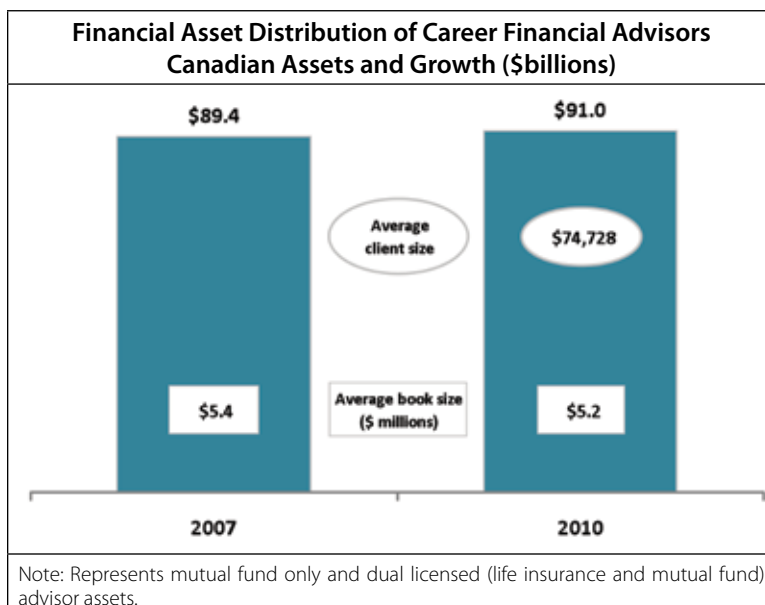 Financial Asset Distribution of Career Financial Advisors
Canadian Assets and Growth ($billions)
$89.4
$91.0
Average
client size
$74,728
$5.4
Average book size
($ millions)
$5.2
2007
2010
Note: Represents mutual fund only and dual licensed (life insurance and mutual fund)
advisor assets.